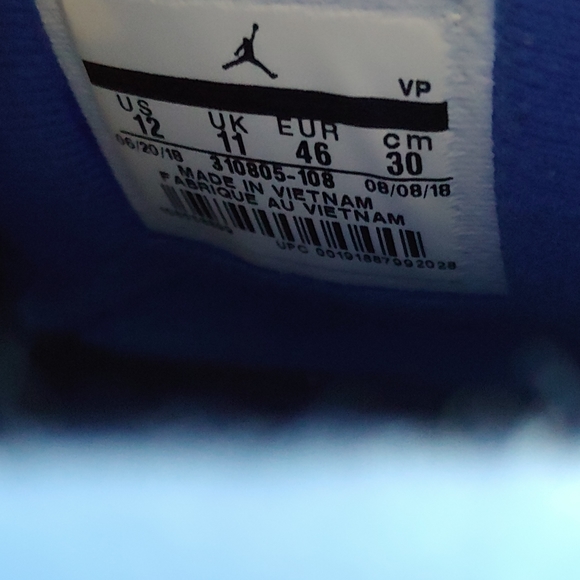 VP
US UK EUR cm
12 11 46 30
06/20/18 310805-108 08/08/18
MADE IN VIETNAM
FABRIQUE AU VIETNAM
UPC 00191887992028